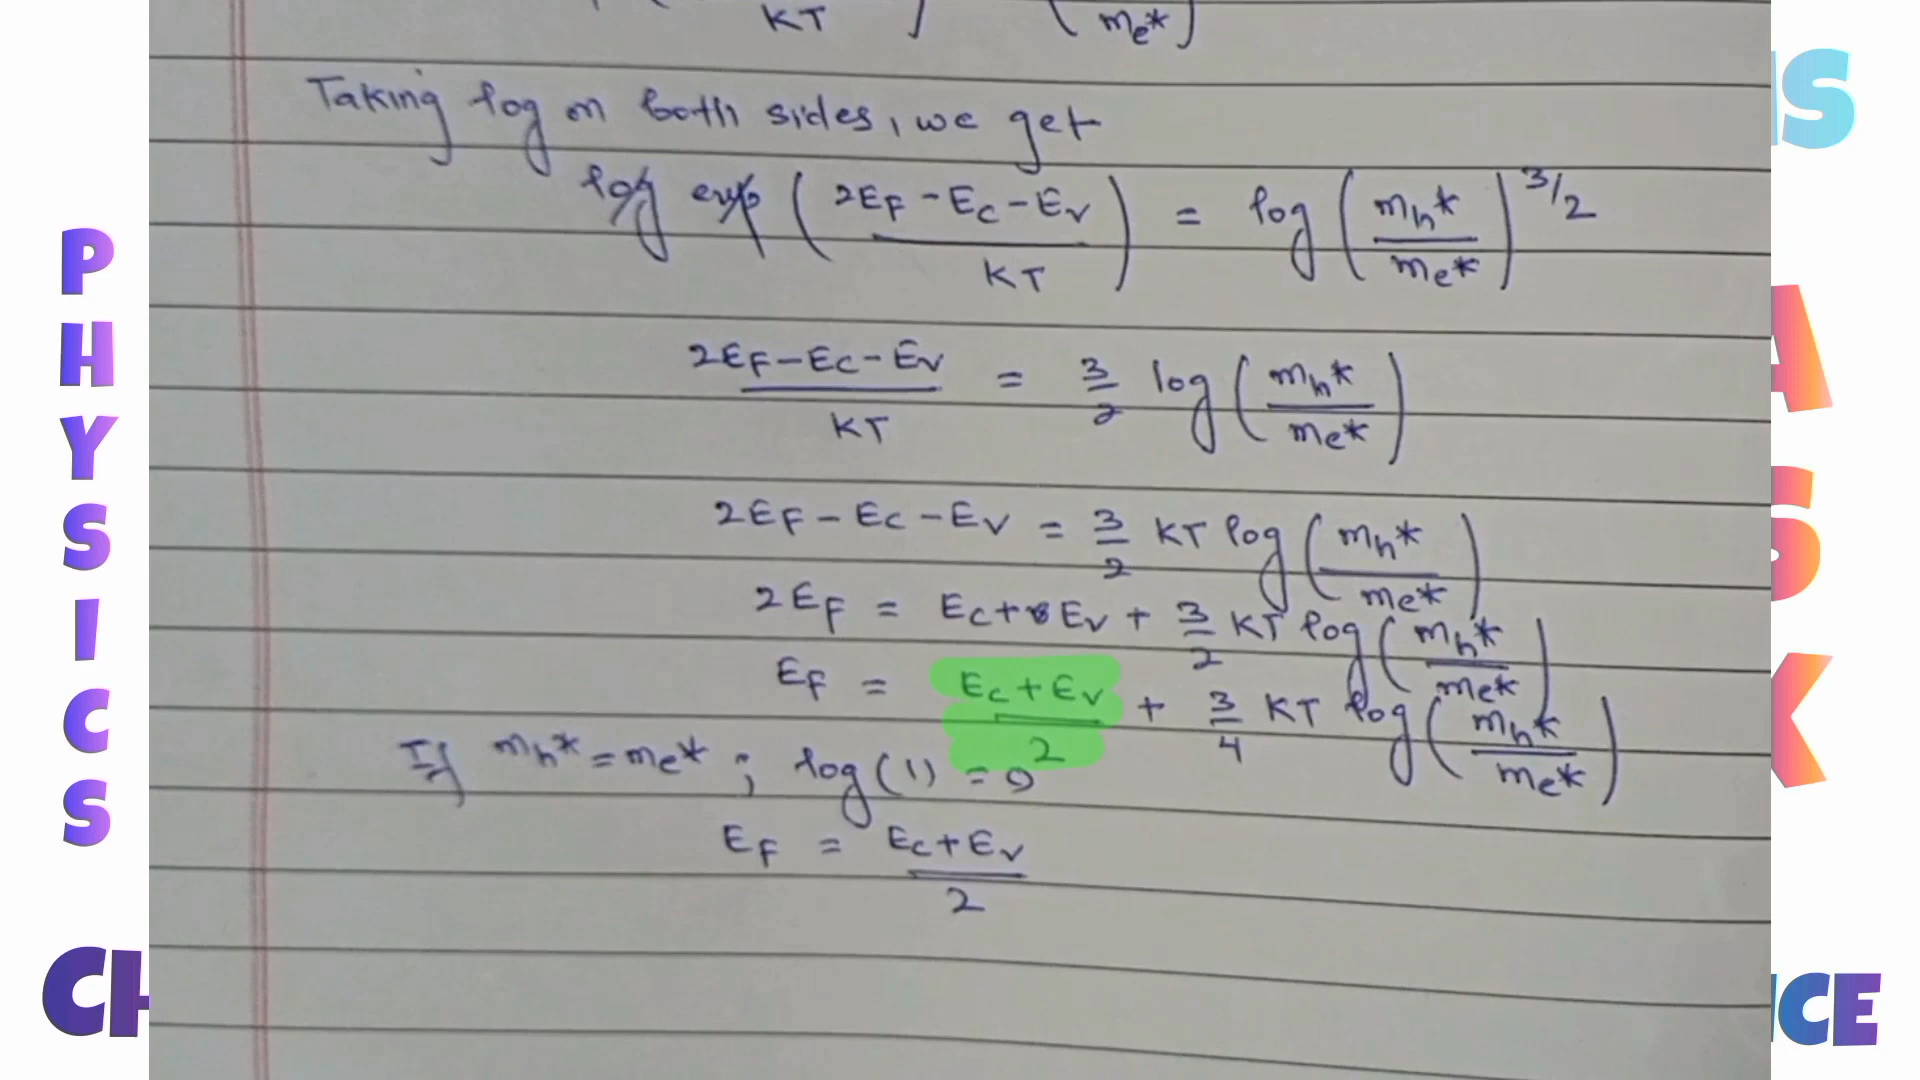 KT ) ( me*)
Taking log on both sides, we get
log exp ( 2EF - EC - EV / KT ) = log ( mh* / me* ) 3/2
2EF - EC - EV / KT = 3/2 log ( mh* / me* )
2EF - EC - EV = 3/2 KT log ( mh* / me* )
2EF = EC + EV + 3/2 KT log ( mh* / me* )
EF = EC + EV / 2 + 3/4 KT log ( mh* / me* )
If mh* = me* ; log (1) = 0
EF = EC + EV / 2
PHYSICS